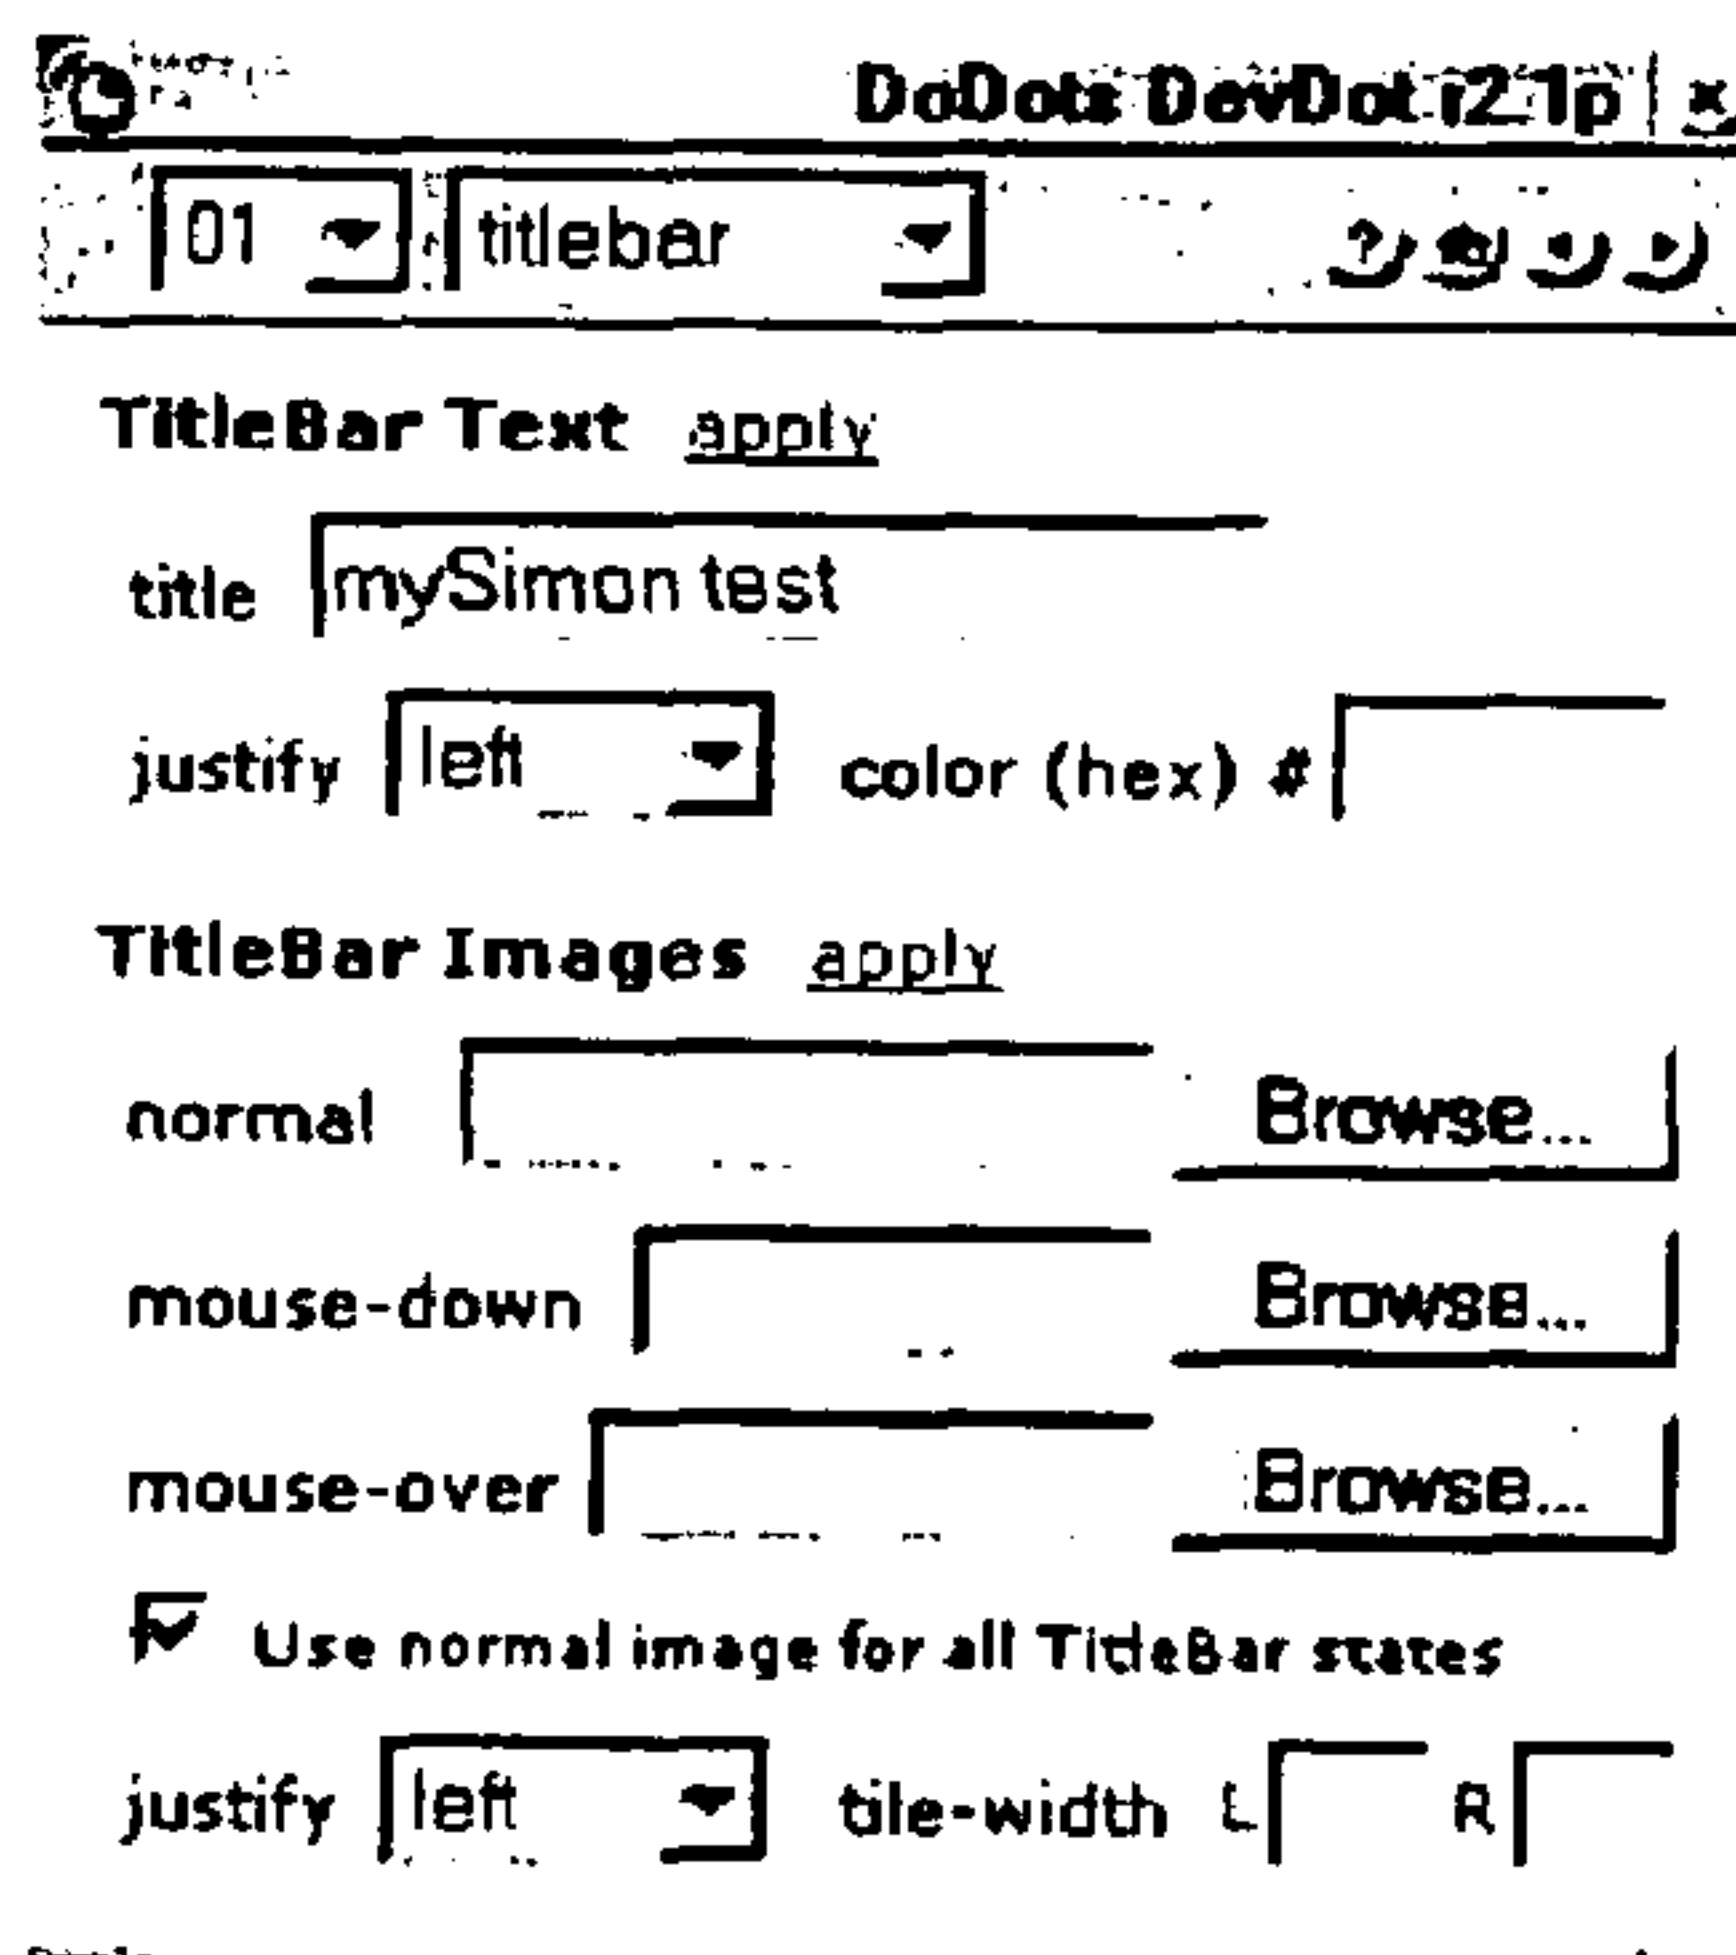 DoDots DevDot r2.1p | x
01 titlebar ?
TitleBar Text apply
title mySimon test
justify left color (hex) #
TitleBar Images apply
normal Browse...
mouse-down Browse...
mouse-over Browse...
Use normal image for all TitleBar states
justify left tile-width L R